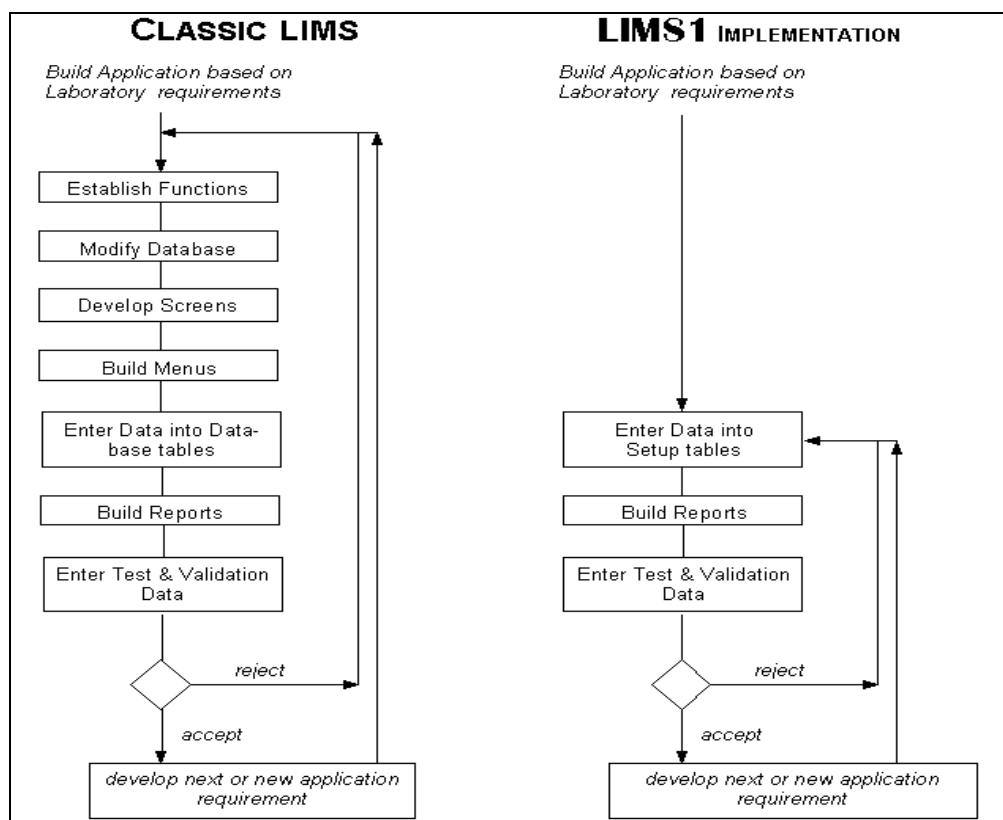 CLASSIC LIMS
Build Application based on
Laboratory requirements
Establish Functions
Modify Database
Develop Screens
Build Menus
Enter Data into Data-
base tables
Build Reports
Enter Test & Validation
Data
reject
accept
develop next or new application
requirement
LIMS1 IMPLEMENTATION
Build Application based on
Laboratory requirements
Enter Data into
Setup tables
Build Reports
Enter Test & Validation
Data
reject
accept
develop next or new application
requirement